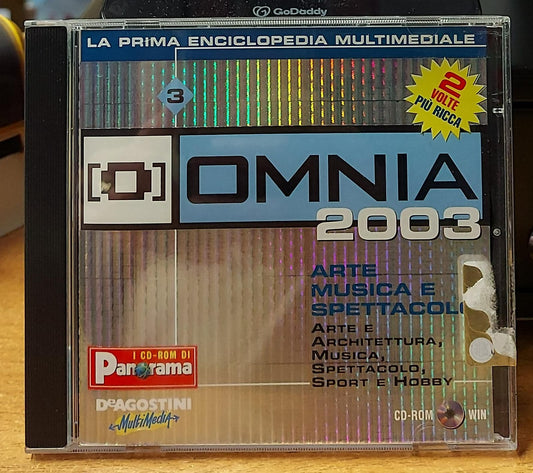 GoDaddy
LA PRIMA ENCICLOPEDIA MULTIMEDIALE
3
2
VOLTE
PIÙ RICCA
[O] OMNIA
2003
ARTE
MUSICA E
SPETTACOLO
ARTE E
ARCHITETTURA,
MUSICA,
SPETTACOLO,
SPORT E HOBBY
I CD-ROM DI
Panorama
DeAGOSTINI
MultiMedia
CD-ROM WIN